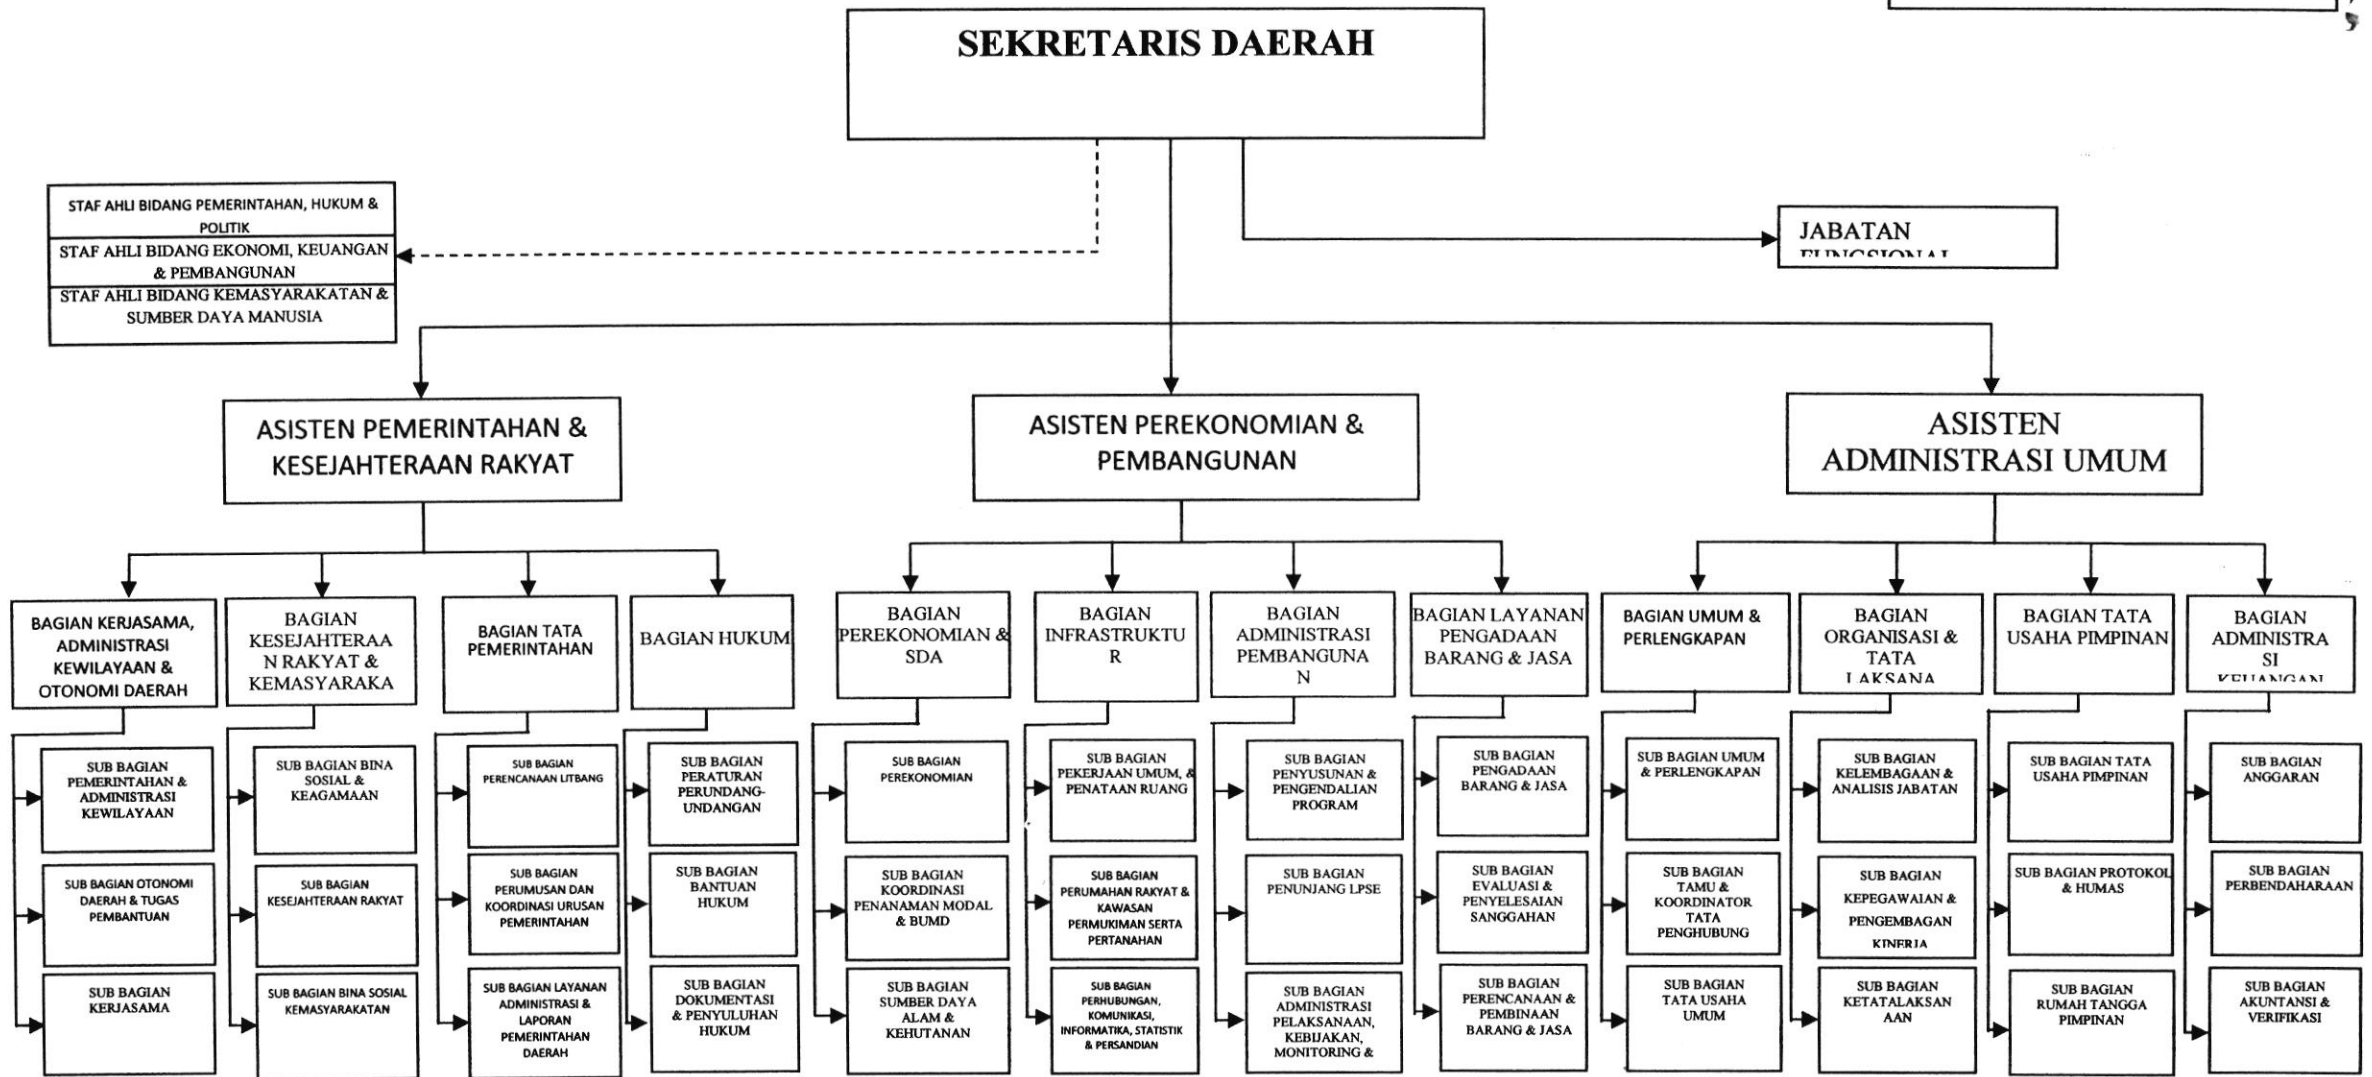 SEKRETARIS DAERAH
STAF AHLI BIDANG PEMERINTAHAN, HUKUM &
POLITIK
STAF AHLI BIDANG EKONOMI, KEUANGAN
& PEMBANGUNAN
STAF AHLI BIDANG KEMASYARAKATAN &
SUMBER DAYA MANUSIA
JABATAN
FUNGSIONAL
ASISTEN PEMERINTAHAN &
KESEJAHTERAAN RAKYAT
ASISTEN PEREKONOMIAN &
PEMBANGUNAN
ASISTEN
ADMINISTRASI UMUM
BAGIAN KERJASAMA,
ADMINISTRASI
KEWILAYAAN &
OTONOMI DAERAH
BAGIAN
KESEJAHTERAA
N RAKYAT &
KEMASYARAKA
BAGIAN TATA
PEMERINTAHAN
BAGIAN HUKUM
BAGIAN
PEREKONOMIAN &
SDA
BAGIAN
INFRASTRUKTU
R
BAGIAN
ADMINISTRASI
PEMBANGUNA
N
BAGIAN LAYANAN
PENGADAAN
BARANG & JASA
BAGIAN UMUM &
PERLENGKAPAN
BAGIAN
ORGANISASI &
TATA
LAKSANA
BAGIAN TATA
USAHA PIMPINAN
BAGIAN
ADMINISTRA
SI
KEUANGAN
SUB BAGIAN
PEMERINTAHAN &
ADMINISTRASI
KEWILAYAAN
SUB BAGIAN BINA
SOSIAL &
KEAGAMAAN
SUB BAGIAN
PERENCANAAN LITBANG
SUB BAGIAN
PERATURAN
PERUNDANG-
UNDANGAN
SUB BAGIAN
PEREKONOMIAN
SUB BAGIAN
PEKERJAAN UMUM, &
PENATAAN RUANG
SUB BAGIAN
PENYUSUNAN &
PENGENDALIAN
PROGRAM
SUB BAGIAN
PENGADAAN
BARANG & JASA
SUB BAGIAN UMUM
& PERLENGKAPAN
SUB BAGIAN
KELEMBAGAAN &
ANALISIS JABATAN
SUB BAGIAN TATA
USAHA PIMPINAN
SUB BAGIAN
ANGGARAN
SUB BAGIAN OTONOMI
DAERAH & TUGAS
PEMBANTUAN
SUB BAGIAN
KESEJAHTERAAN RAKYAT
SUB BAGIAN
PERUMUSAN DAN
KOORDINASI URUSAN
PEMERINTAHAN
SUB BAGIAN
BANTUAN
HUKUM
SUB BAGIAN
KOORDINASI
PENANAMAN MODAL
& BUMD
SUB BAGIAN
PERUMAHAN RAKYAT &
KAWASAN
PERMUKIMAN SERTA
PERTANAHAN
SUB BAGIAN
PENUNJANG LPSE
SUB BAGIAN
EVALUASI &
PENYELESAIAN
SANGGAHAN
SUB BAGIAN
TAMU &
KOORDINATOR
TATA
PENGHUBUNG
SUB BAGIAN
KEPEGAWAIAN &
PENGEMBAGAN
KINERJA
SUB BAGIAN PROTOKOL
& HUMAS
SUB BAGIAN
PERBENDAHARAAN
SUB BAGIAN
KERJASAMA
SUB BAGIAN BINA SOSIAL
KEMASYARAKATAN
SUB BAGIAN LAYANAN
ADMINISTRASI &
LAPORAN
PEMERINTAHAN
DAERAH
SUB BAGIAN
DOKUMENTASI
& PENYULUHAN
HUKUM
SUB BAGIAN
SUMBER DAYA
ALAM &
KEHUTANAN
SUB BAGIAN
PERHUBUNGAN,
KOMUNIKASI,
INFORMATIKA, STATISTIK
& PERSANDIAN
SUB BAGIAN
ADMINISTRASI
PELAKSANAAN,
KEBIJAKAN,
MONITORING &
SUB BAGIAN
PERENCANAAN &
PEMBINAAN
BARANG & JASA
SUB BAGIAN
TATA USAHA
UMUM
SUB BAGIAN
KETATALAKSAN
AAN
SUB BAGIAN
RUMAH TANGGA
PIMPINAN
SUB BAGIAN
AKUNTANSI &
VERIFIKASI